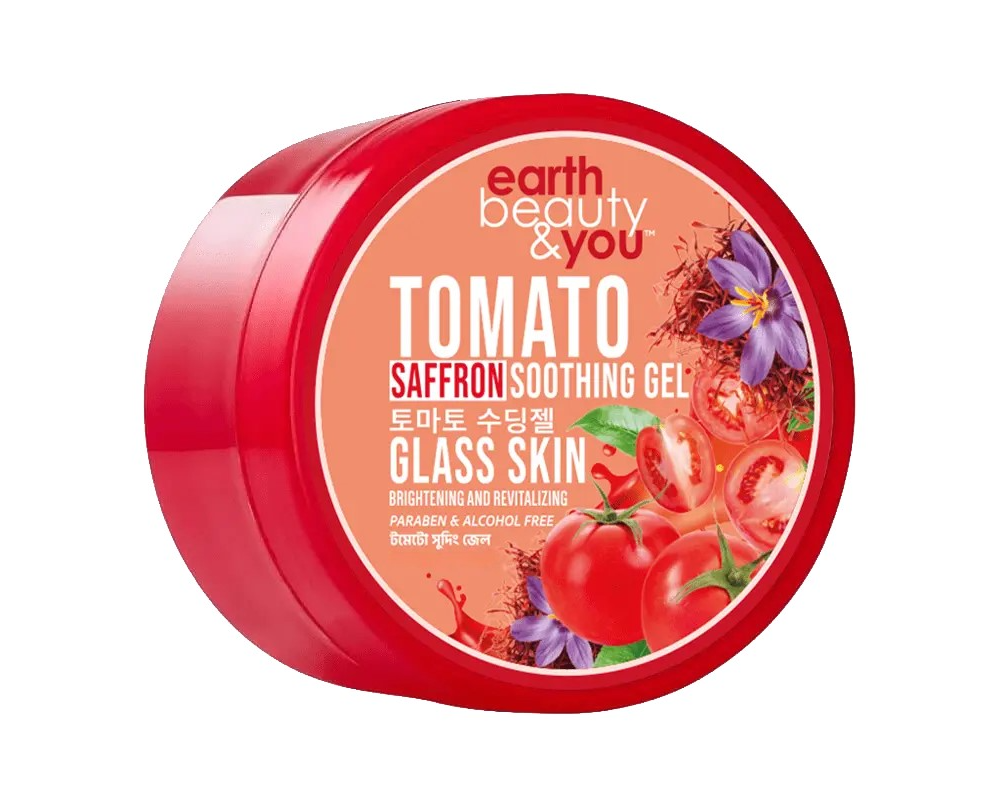 earth
beauty
&you™
TOMATO
SAFFRON SOOTHING GEL
토마토 수딩젤
GLASS SKIN
BRIGHTENING AND REVITALIZING
PARABEN & ALCOHOL FREE
টমেটো সুদিং জেল